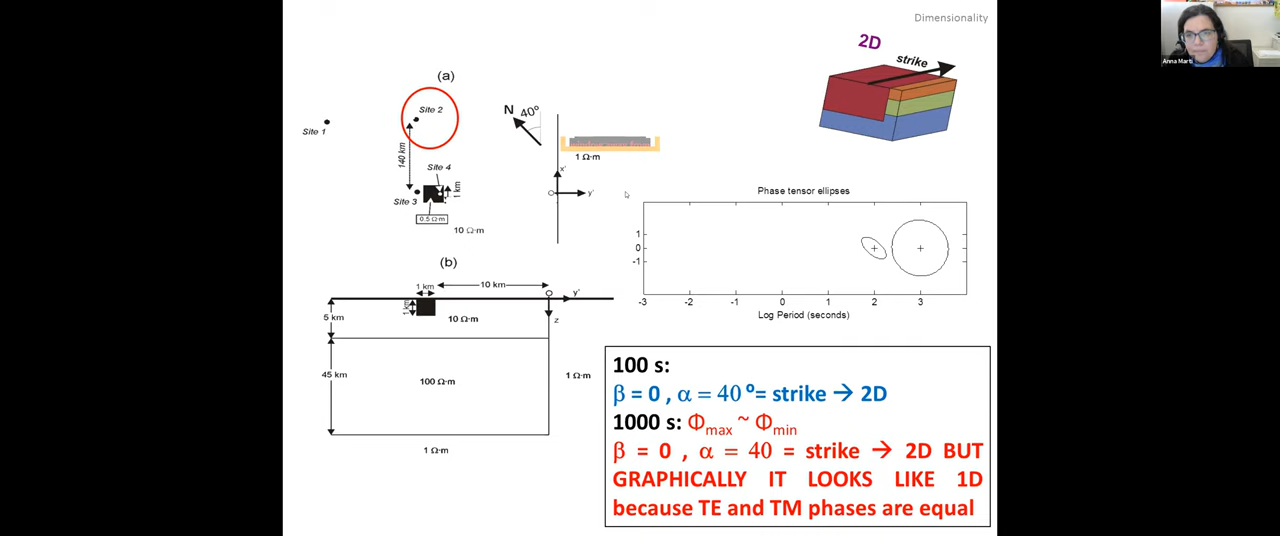 Dimensionality
Anna Martí
2D
strike
(a)
Site 2
Site 1
140 km
Site 4
1 km
Site 3
0.5 Ω·m
10 Ω·m
N
40º
1 Ω·m
x'
O
y'
Phase tensor ellipses
1
0
-1
-3 -2 -1 0 1 2 3
Log Period (seconds)
(b)
1 km
10 km
O
y'
1 km
5 km
10 Ω·m
z
45 km
100 Ω·m
1 Ω·m
1 Ω·m
100 s:
β = 0 , α = 40 º= strike → 2D
1000 s: Φmax ~ Φmin
β = 0 , α = 40 = strike → 2D BUT
GRAPHICALLY IT LOOKS LIKE 1D
because TE and TM phases are equal